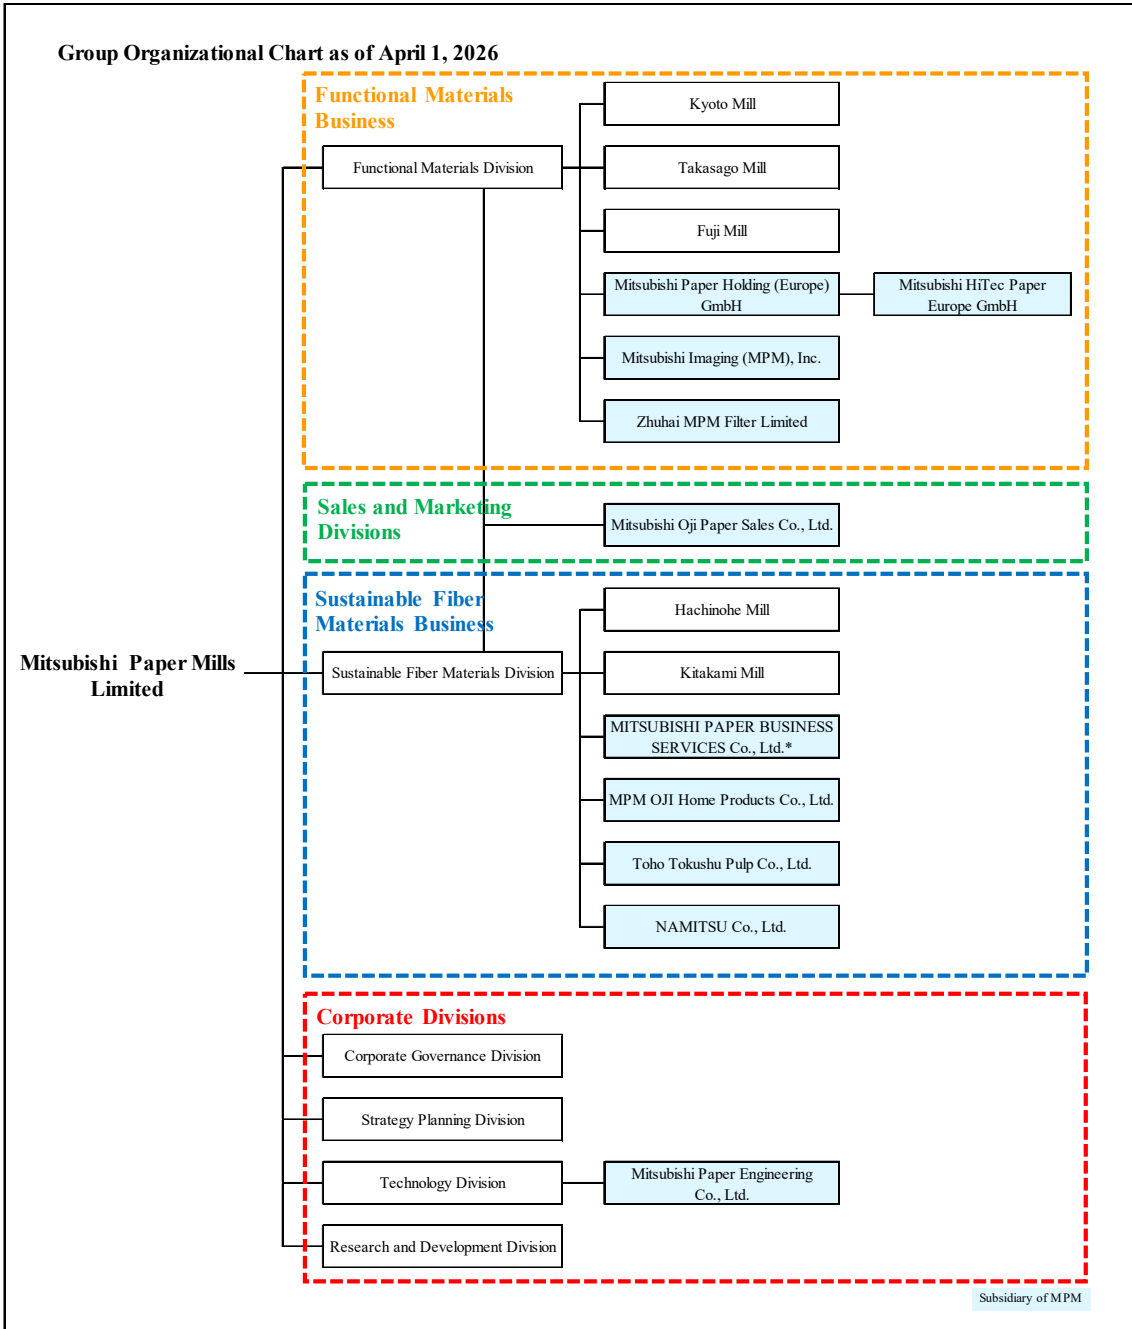 Group Organizational Chart as of April 1, 2026
Functional Materials
Business
Kyoto Mill
Functional Materials Division
Takasago Mill
Fuji Mill
Mitsubishi Paper Holding (Europe)
GmbH
Mitsubishi HiTec Paper
Europe GmbH
Mitsubishi Imaging (MPM), Inc.
Zhuhai MPM Filter Limited
Sales and Marketing
Divisions
Mitsubishi Oji Paper Sales Co., Ltd.
Sustainable Fiber
Materials Business
Hachinohe Mill
Mitsubishi Paper Mills
Limited
Sustainable Fiber Materials Division
Kitakami Mill
MITSUBISHI PAPER BUSINESS
SERVICES Co., Ltd.*
MPM OJI Home Products Co., Ltd.
Toho Tokushu Pulp Co., Ltd.
NAMITSU Co., Ltd.
Corporate Divisions
Corporate Governance Division
Strategy Planning Division
Technology Division
Mitsubishi Paper Engineering
Co., Ltd.
Research and Development Division
Subsidiary of MPM